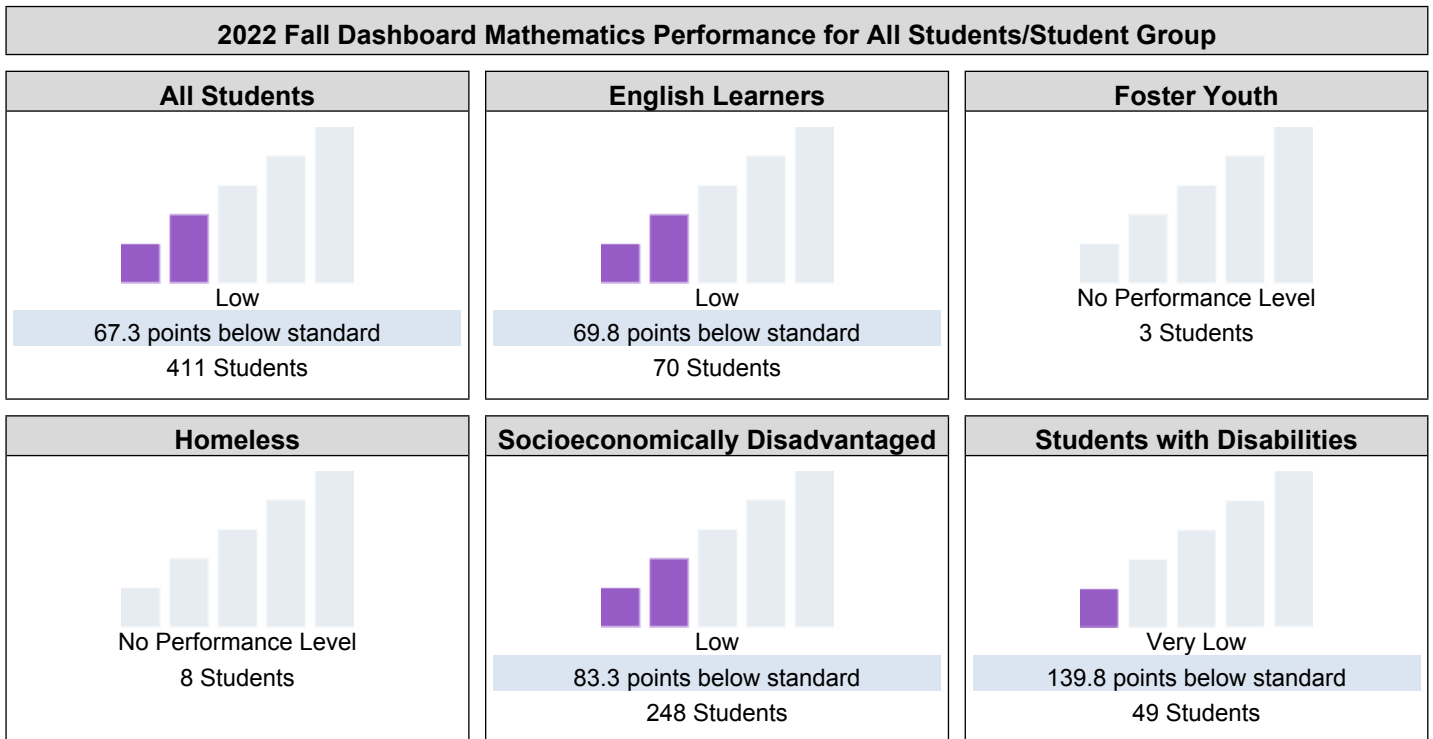 2022 Fall Dashboard Mathematics Performance for All Students/Student Group
All Students
Low
67.3 points below standard
411 Students
English Learners
Low
69.8 points below standard
70 Students
Foster Youth
No Performance Level
3 Students
Homeless
No Performance Level
8 Students
Socioeconomically Disadvantaged
Low
83.3 points below standard
248 Students
Students with Disabilities
Very Low
139.8 points below standard
49 Students